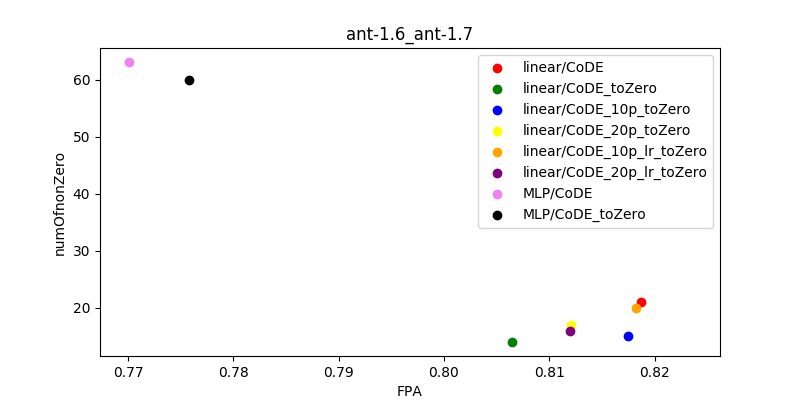 ant-1.6_ant-1.7
numOfnonZero
60
50
40
30
20
linear/CoDE
linear/CoDE_toZero
linear/CoDE_10p_toZero
linear/CoDE_20p_toZero
linear/CoDE_10p_lr_toZero
linear/CoDE_20p_lr_toZero
MLP/CoDE
MLP/CoDE_toZero
0.77 0.78 0.79 0.80 0.81 0.82
FPA